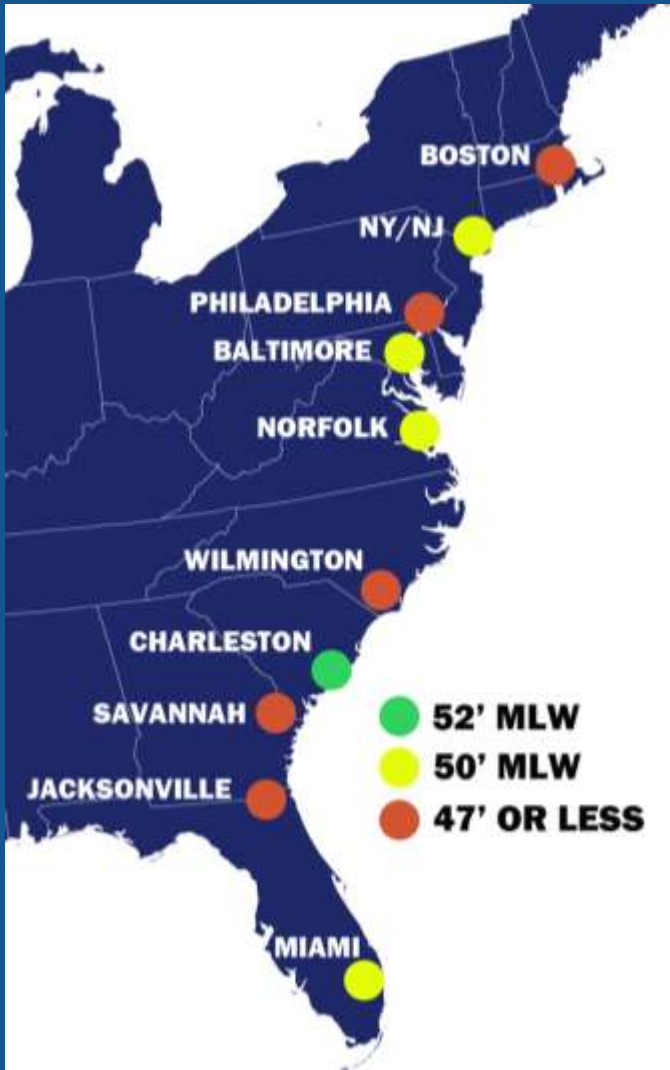 BOSTON
NY/NJ
PHILADELPHIA
BALTIMORE
NORFOLK
WILMINGTON
CHARLESTON
SAVANNAH
52’ MLW
50’ MLW
JACKSONVILLE
47’ OR LESS
MIAMI